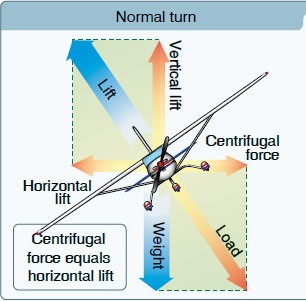 Normal turn
Lift
Vertical lift
Centrifugal
force
Horizontal
lift
Weight
Load
Centrifugal
force equals
horizontal lift